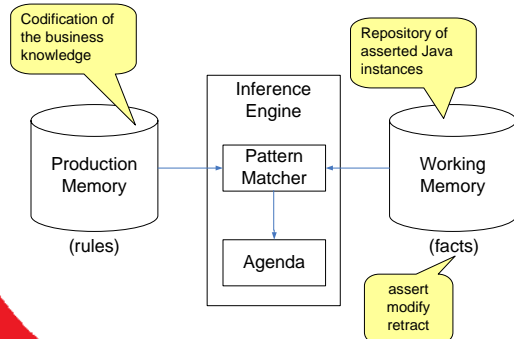 Codification of
the business
knowledge
Repository of
asserted Java
instances
Inference
Engine
Production
Memory
Pattern
Matcher
Working
Memory
(rules)
(facts)
Agenda
assert
modify
retract